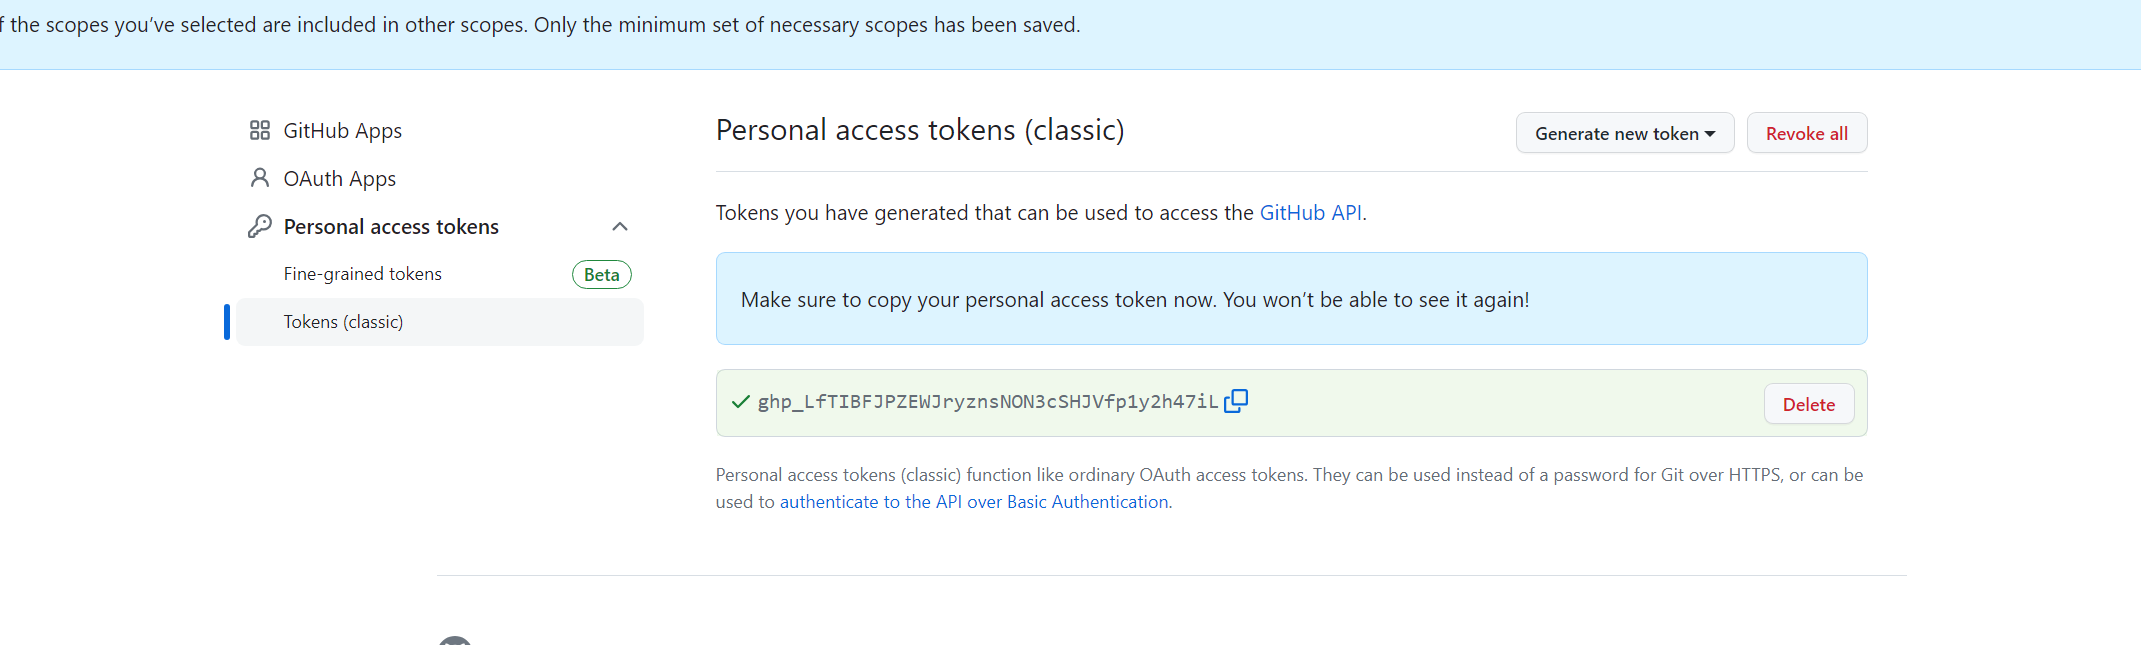 f the scopes you’ve selected are included in other scopes. Only the minimum set of necessary scopes has been saved.
GitHub Apps
OAuth Apps
Personal access tokens
Fine-grained tokens Beta
Tokens (classic)
Personal access tokens (classic)
Generate new token Revoke all
Tokens you have generated that can be used to access the GitHub API.
Make sure to copy your personal access token now. You won’t be able to see it again!
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 Delete
Personal access tokens (classic) function like ordinary OAuth access tokens. They can be used instead of a password for Git over HTTPS, or can be
used to authenticate to the API over Basic Authentication.